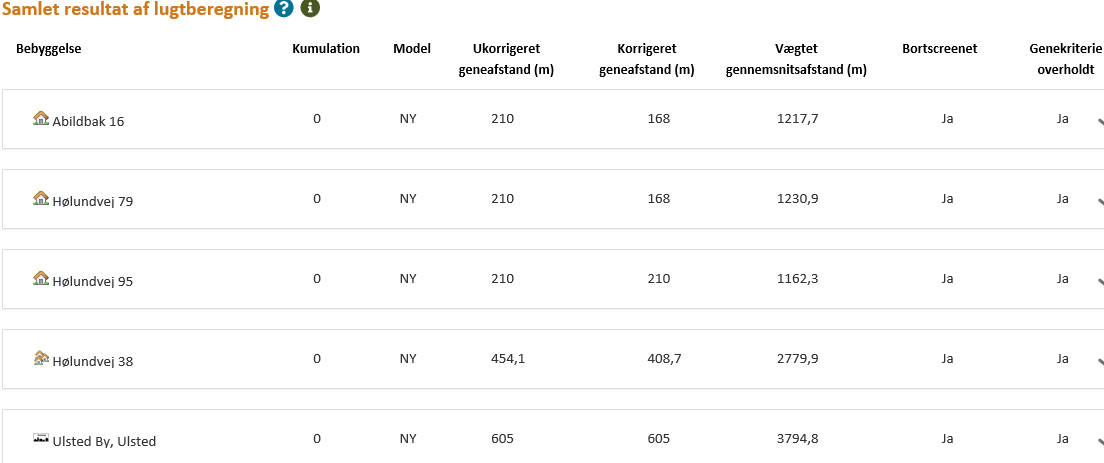 Samlet resultat af lugtberegning ? i
Bebyggelse Kumulation Model Ukorrigeret geneafstand (m) Korrigeret geneafstand (m) Vægtet gennemsnitsafstand (m) Bortscreenet Genekriterie overholdt
Abildbak 16 0 NY 210 168 1217,7 Ja Ja
Hølundvej 79 0 NY 210 168 1230,9 Ja Ja
Hølundvej 95 0 NY 210 210 1162,3 Ja Ja
Hølundvej 38 0 NY 454,1 408,7 2779,9 Ja Ja
Ulsted By, Ulsted 0 NY 605 605 3794,8 Ja Ja